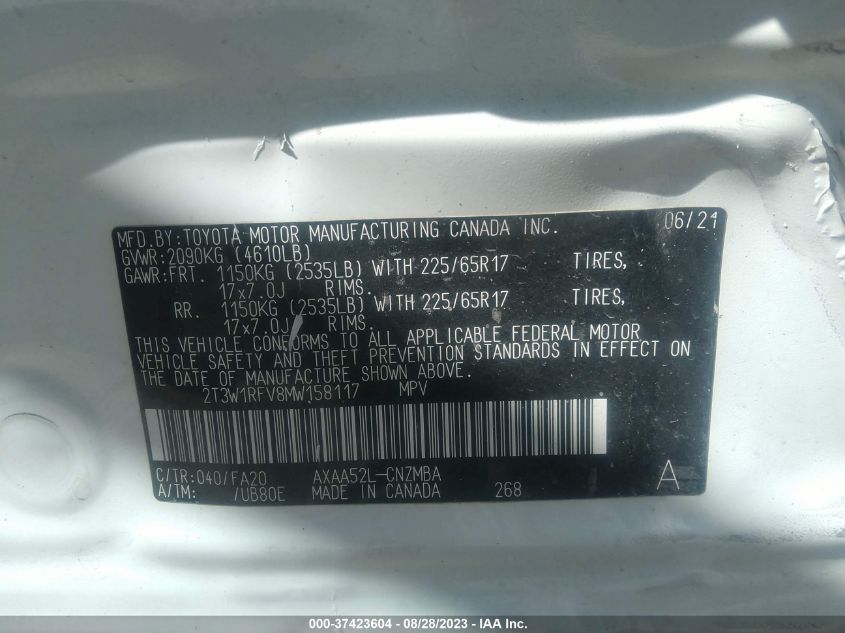 MFD.BY:TOYOTA MOTOR MANUFACTURING CANADA INC. 06/21
GVWR:2090KG (4610LB)
GAWR:FRT. 1150KG (2535LB) WITH 225/65R17 TIRES,
17x7.0J RIMS.
RR. 1150KG (2535LB) WITH 225/65R17 TIRES,
17x7.0J RIMS.
THIS VEHICLE CONFORMS TO ALL APPLICABLE FEDERAL MOTOR
VEHICLE SAFETY AND THEFT PREVENTION STANDARDS IN EFFECT ON
THE DATE OF MANUFACTURE SHOWN ABOVE.
2T3W1RFV8MW158117 MPV
C/TR:040/FA20 AXAA52L-CNZMBA
A/TM: /UB80E MADE IN CANADA 268 A
000-37423604 - 08/28/2023 - IAA Inc.